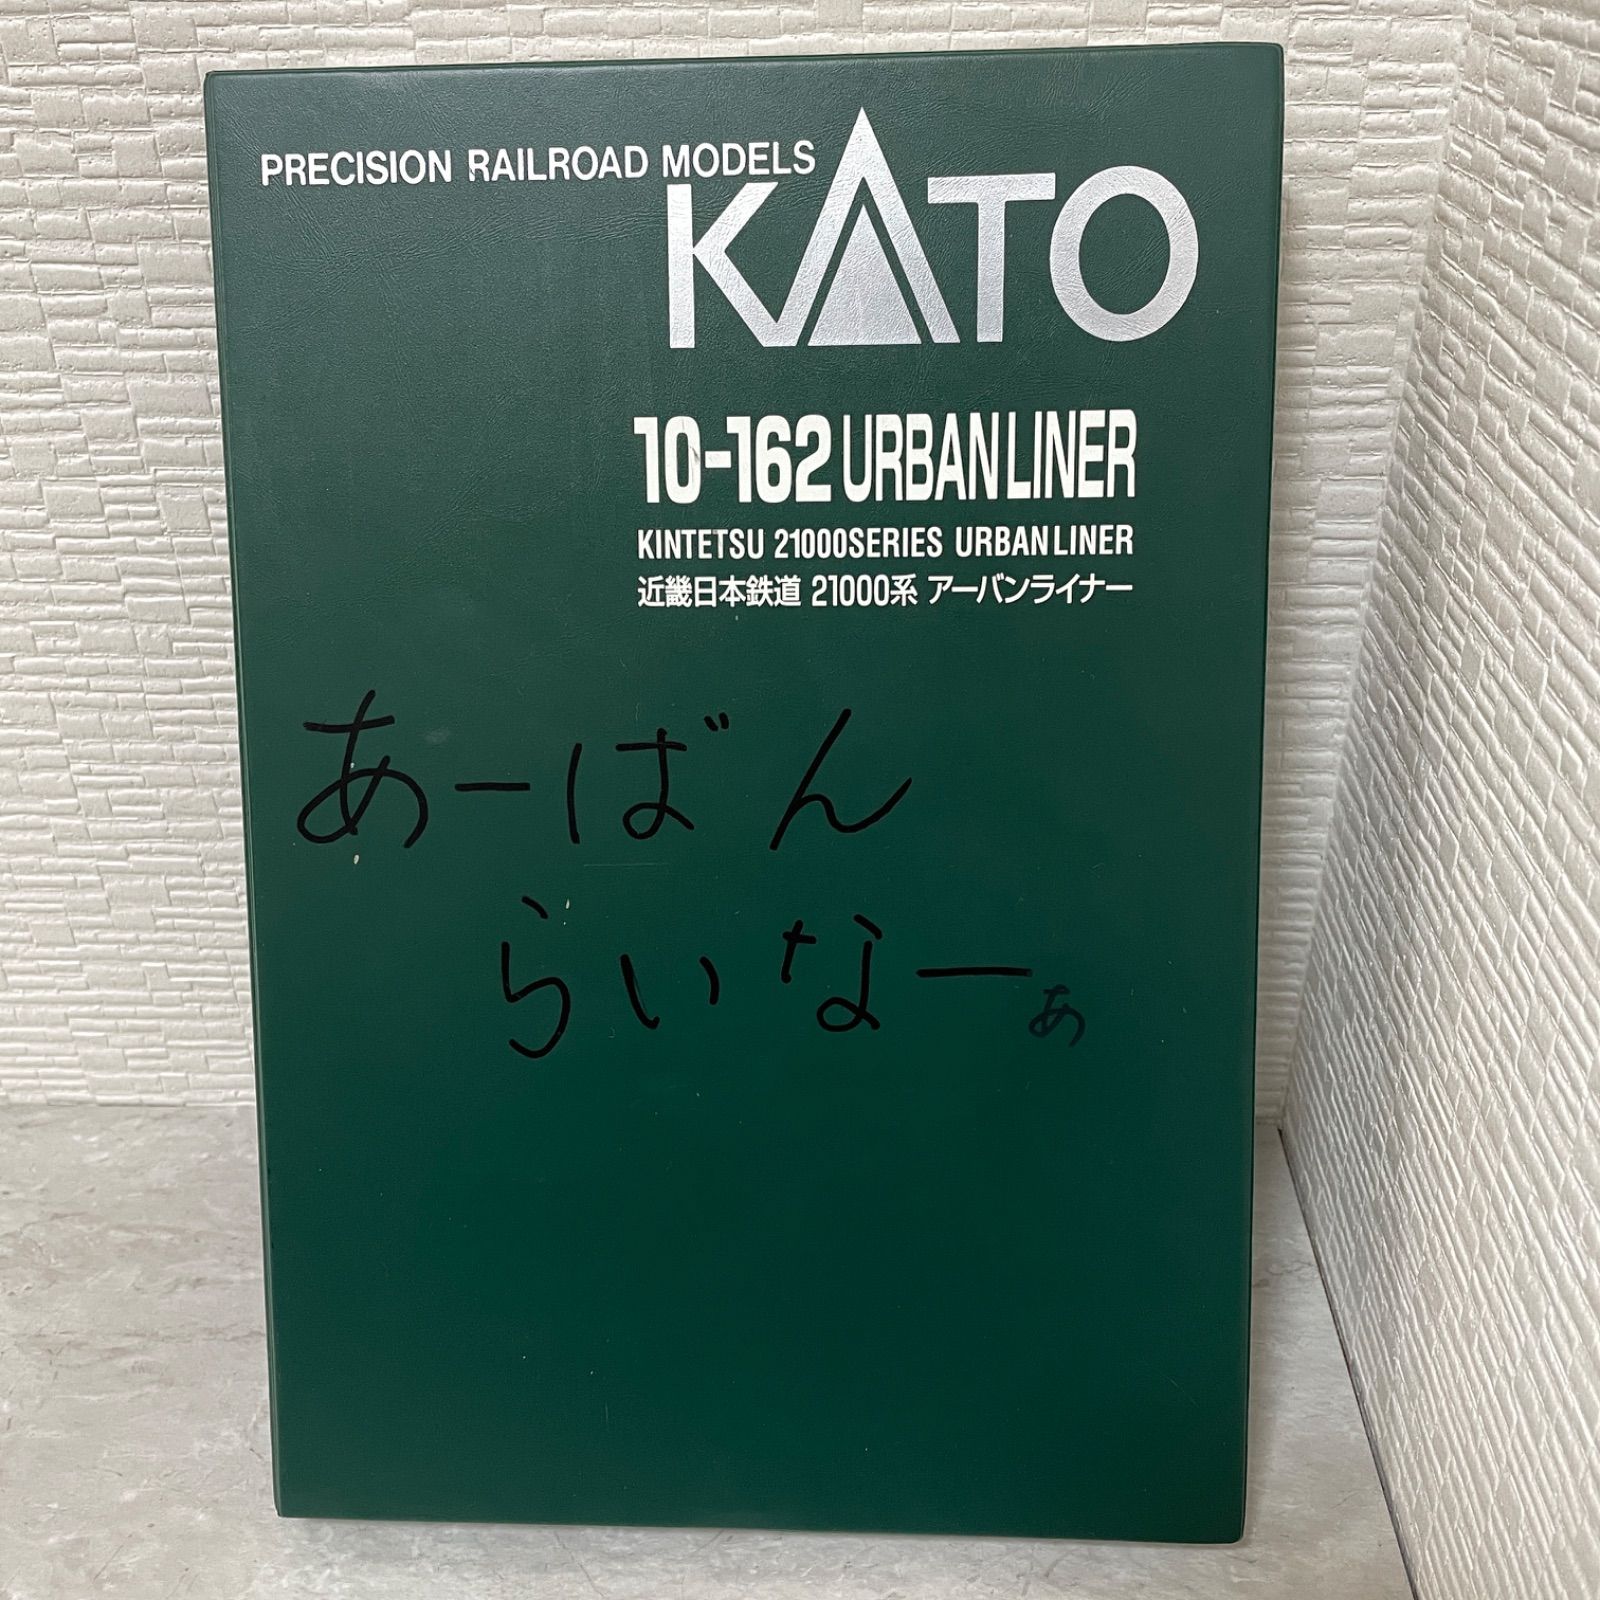 PRECISION RAILROAD MODELS
KATO
10-162 URBAN LINER
KINTETSU 21000SERIES URBAN LINER
近畿日本鉄道 21000系 アーバンライナー
あーばん
らいなーぁ